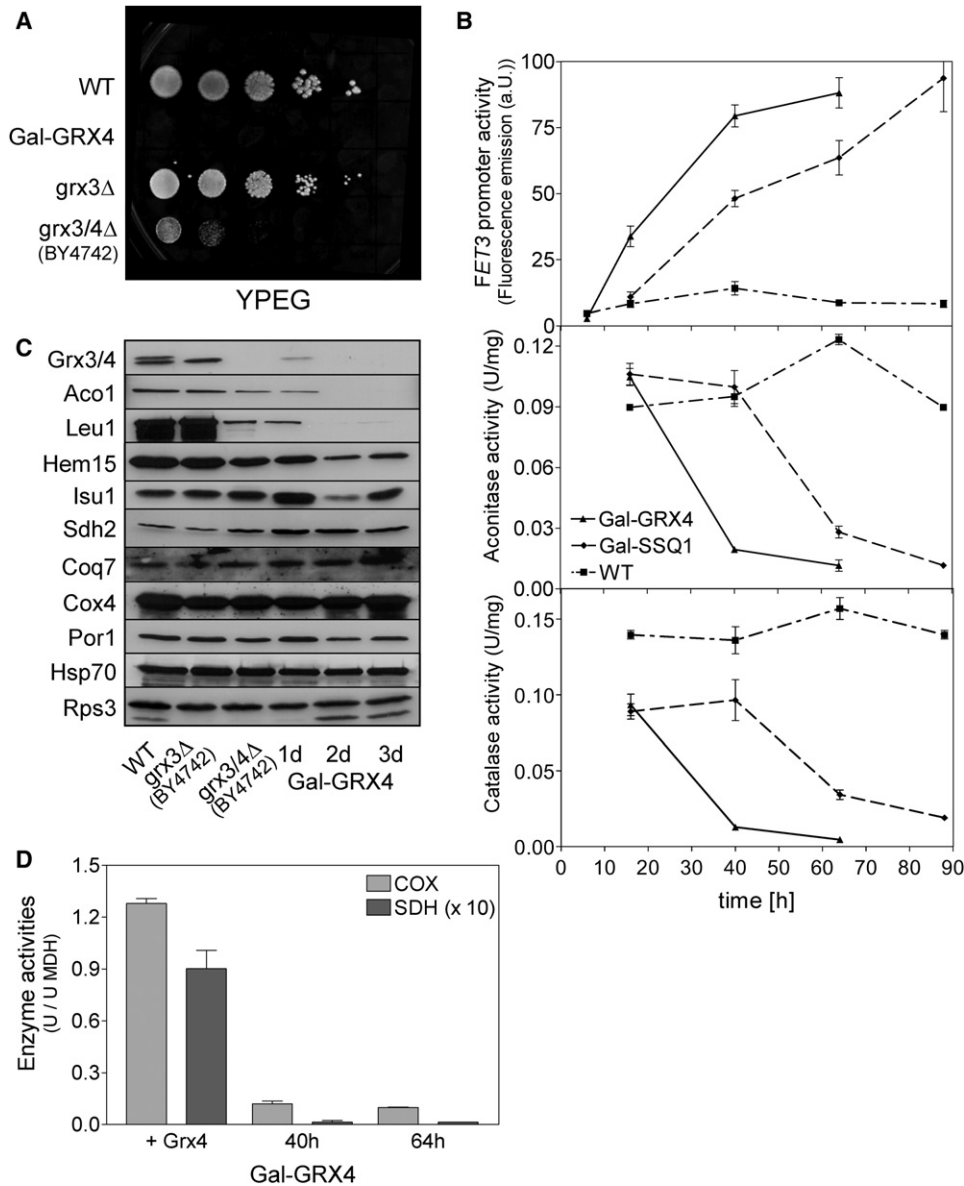 A
WT
Gal-GRX4
grx3Δ
grx3/4Δ
(BY4742)
YPEG
B
FET3 promoter activity
(Fluorescence emission (a.U.))
100
75
50
25
0
Aconitase activity (U/mg)
0.12
0.09
0.06
0.03
0.00
Gal-GRX4
Gal-SSQ1
WT
Catalase activity (U/mg)
0.15
0.10
0.05
0.00
0 10 20 30 40 50 60 70 80 90
time [h]
C
Grx3/4
Aco1
Leu1
Hem15
Isu1
Sdh2
Coq7
Cox4
Por1
Hsp70
Rps3
WT
grx3Δ
(BY4742)
grx3/4Δ
(BY4742)
1d 2d 3d
Gal-GRX4
D
Enzyme activities
(U / U MDH)
1.5
1.2
0.9
0.6
0.3
0.0
COX
SDH (x 10)
+ Grx4 40h 64h
Gal-GRX4